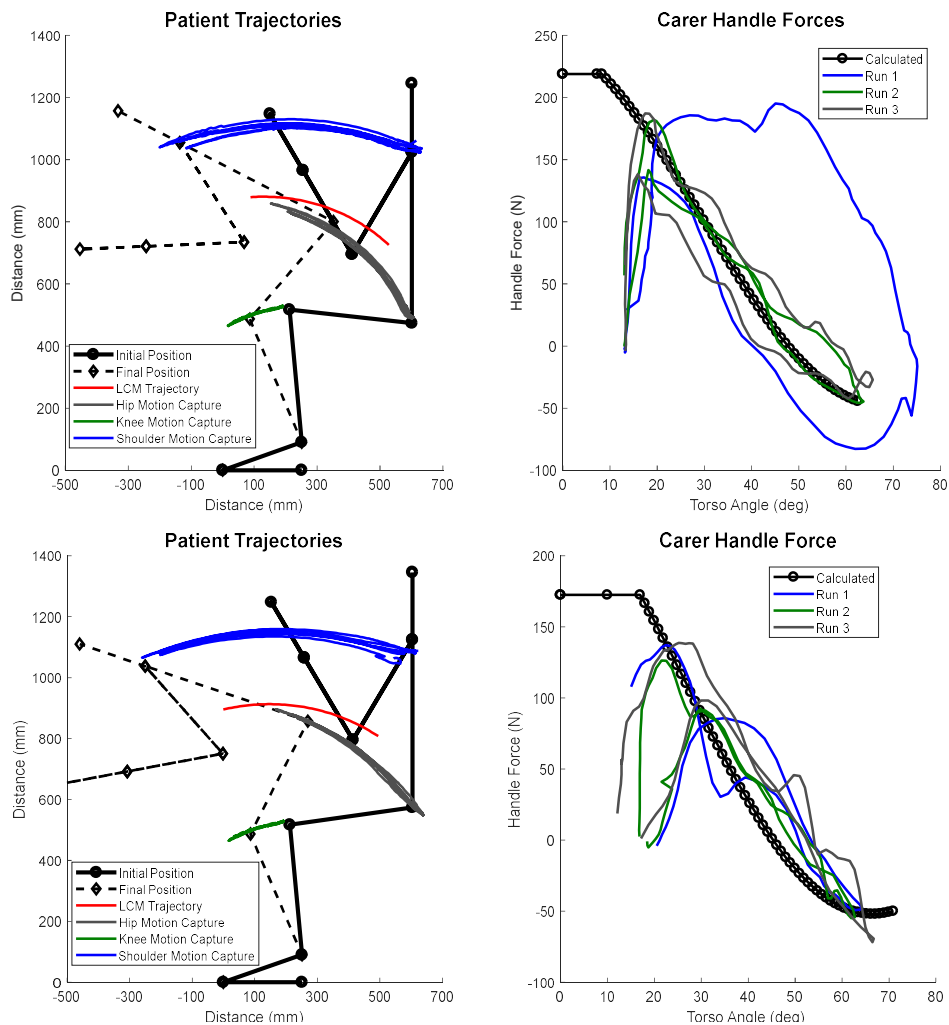 Patient Trajectories
1400
1200
1000
800
600
400
200
0
Distance (mm)
Initial Position
Final Position
LCM Trajectory
Hip Motion Capture
Knee Motion Capture
Shoulder Motion Capture
-500 -300 -100 100 300 500 700
Distance (mm)
Carer Handle Forces
250
200
150
100
50
0
-50
-100
Handle Force (N)
Calculated
Run 1
Run 2
Run 3
0 10 20 30 40 50 60 70 80
Torso Angle (deg)
Patient Trajectories
1400
1200
1000
800
600
400
200
0
Distance (mm)
Initial Position
Final Position
LCM Trajectory
Hip Motion Capture
Knee Motion Capture
Shoulder Motion Capture
-500 -300 -100 100 300 500 700
Distance (mm)
Carer Handle Force
200
150
100
50
0
-50
-100
Handle Force (N)
Calculated
Run 1
Run 2
Run 3
0 10 20 30 40 50 60 70 80
Torso Angle (deg)